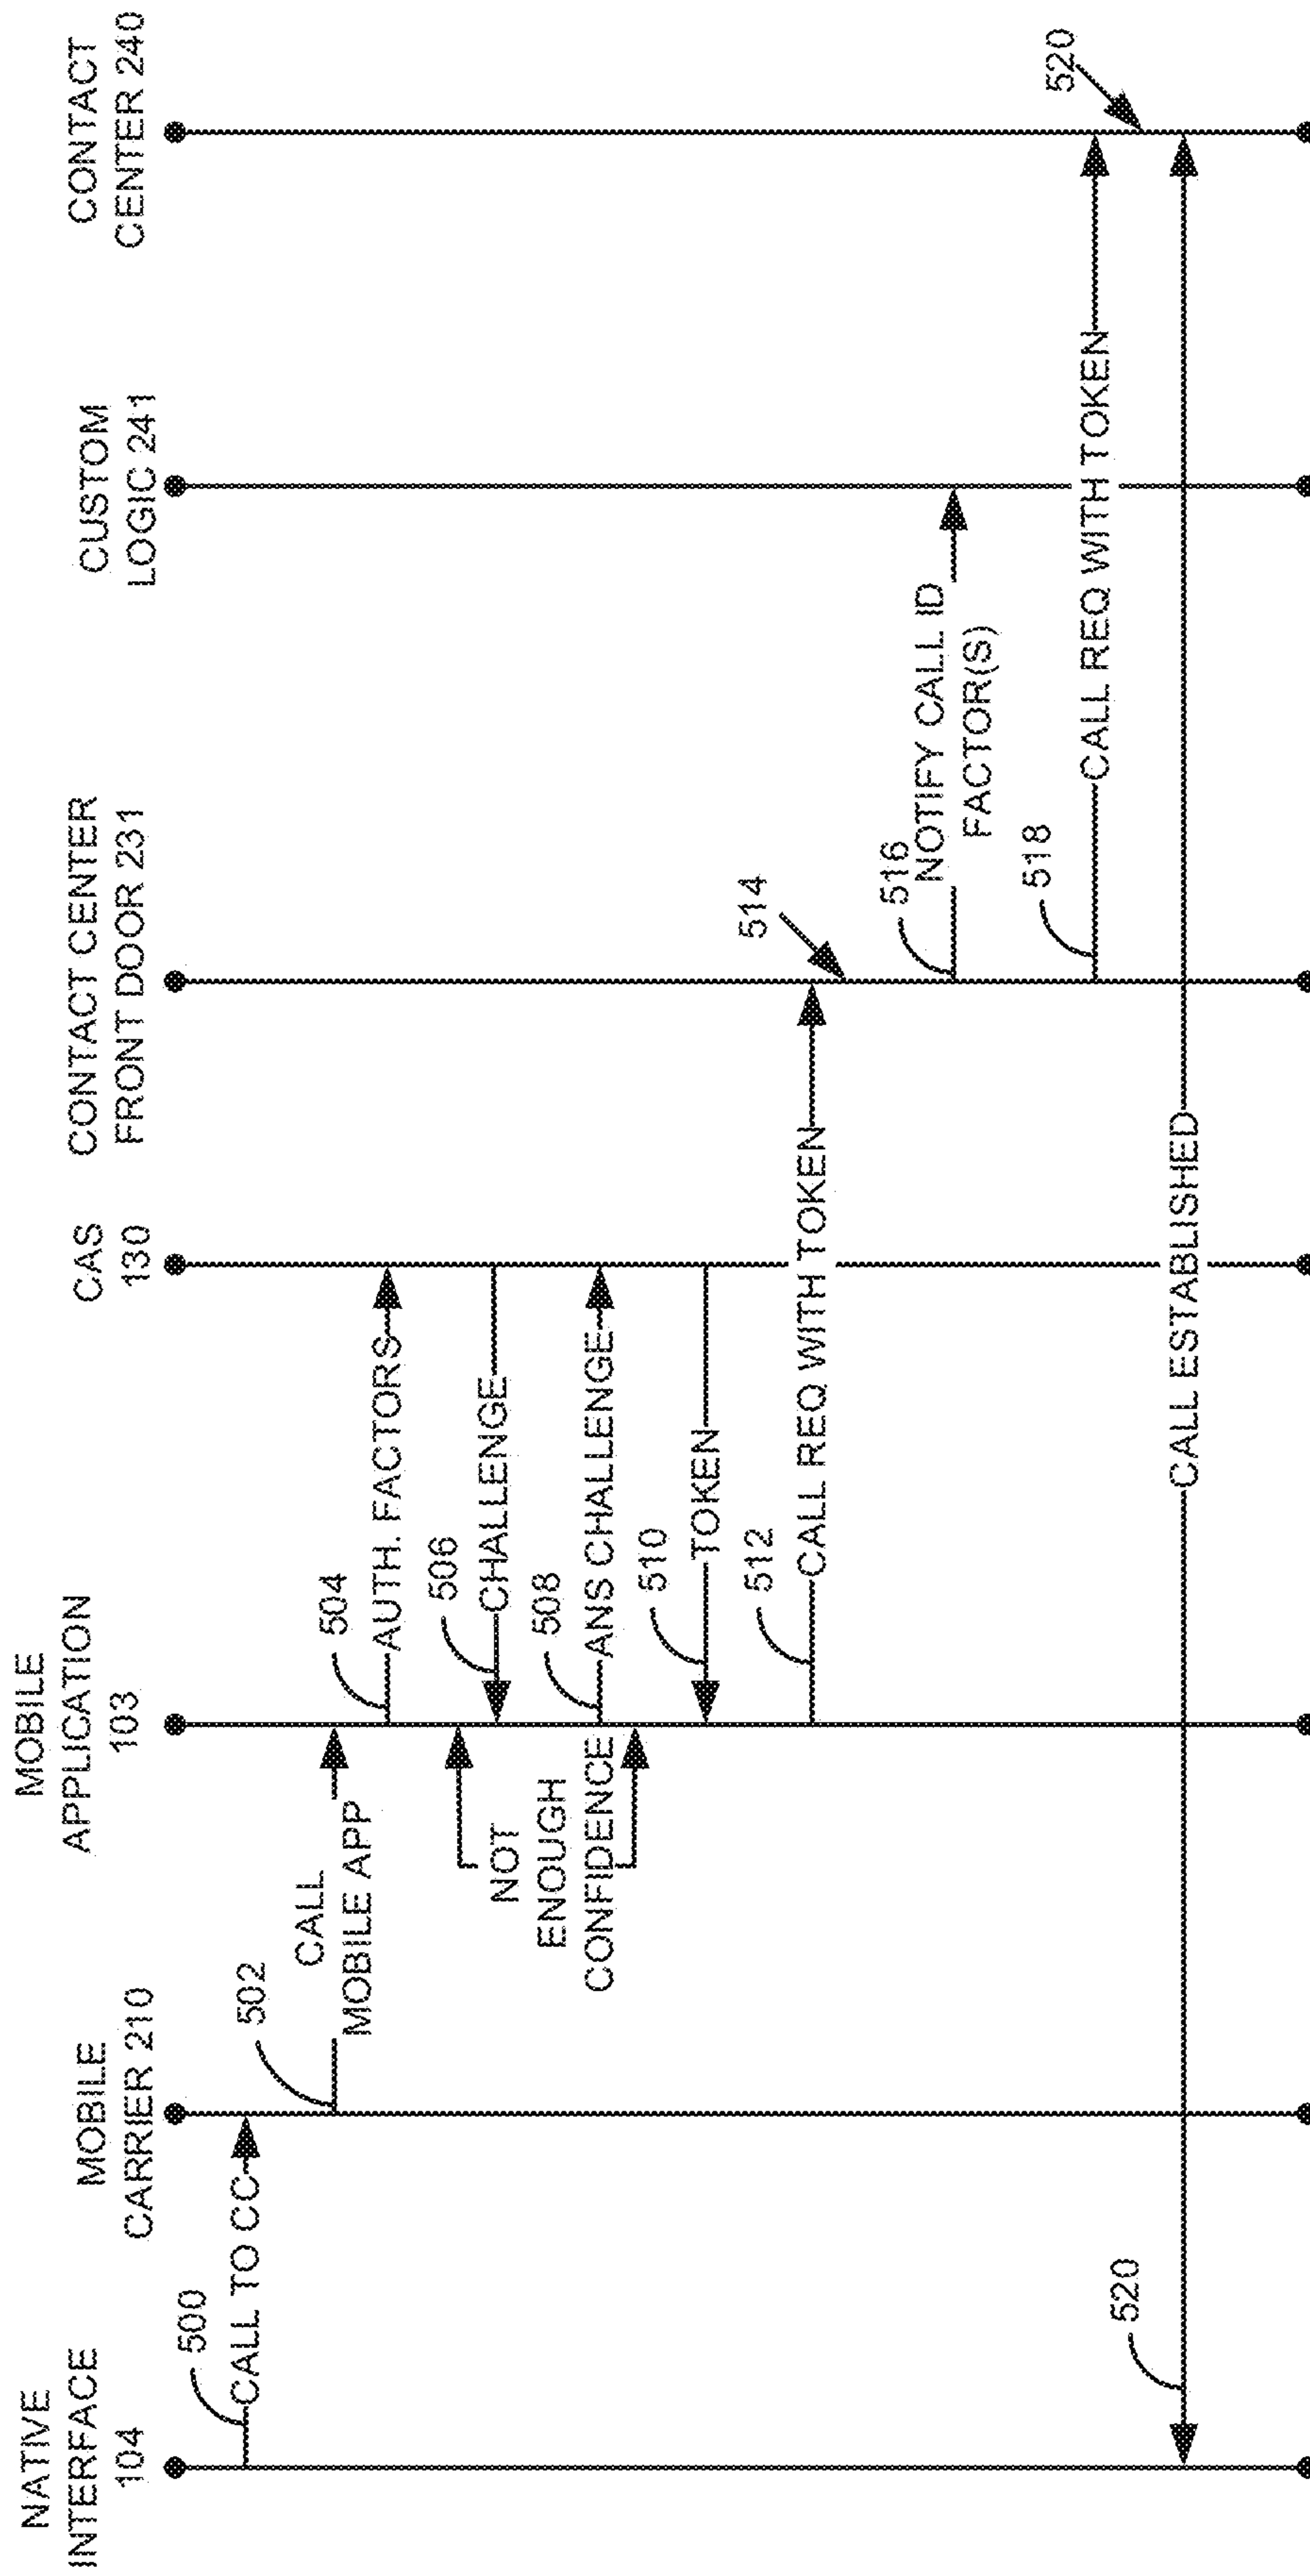 NATIVE
INTERFACE
104
MOBILE
CARRIER 210
MOBILE
APPLICATION
103
CAS
130
CONTACT CENTER
FRONT DOOR 231
CUSTOM
LOGIC 241
CONTACT
CENTER 240
500
CALL TO CC
502
CALL
MOBILE APP
504
AUTH. FACTORS
506
CHALLENGE
NOT
ENOUGH
CONFIDENCE
508
ANS CHALLENGE
510
TOKEN
512
CALL REQ WITH TOKEN
514
516
NOTIFY CALL ID
FACTOR(S)
518
CALL REQ WITH TOKEN
520
520
CALL ESTABLISHED